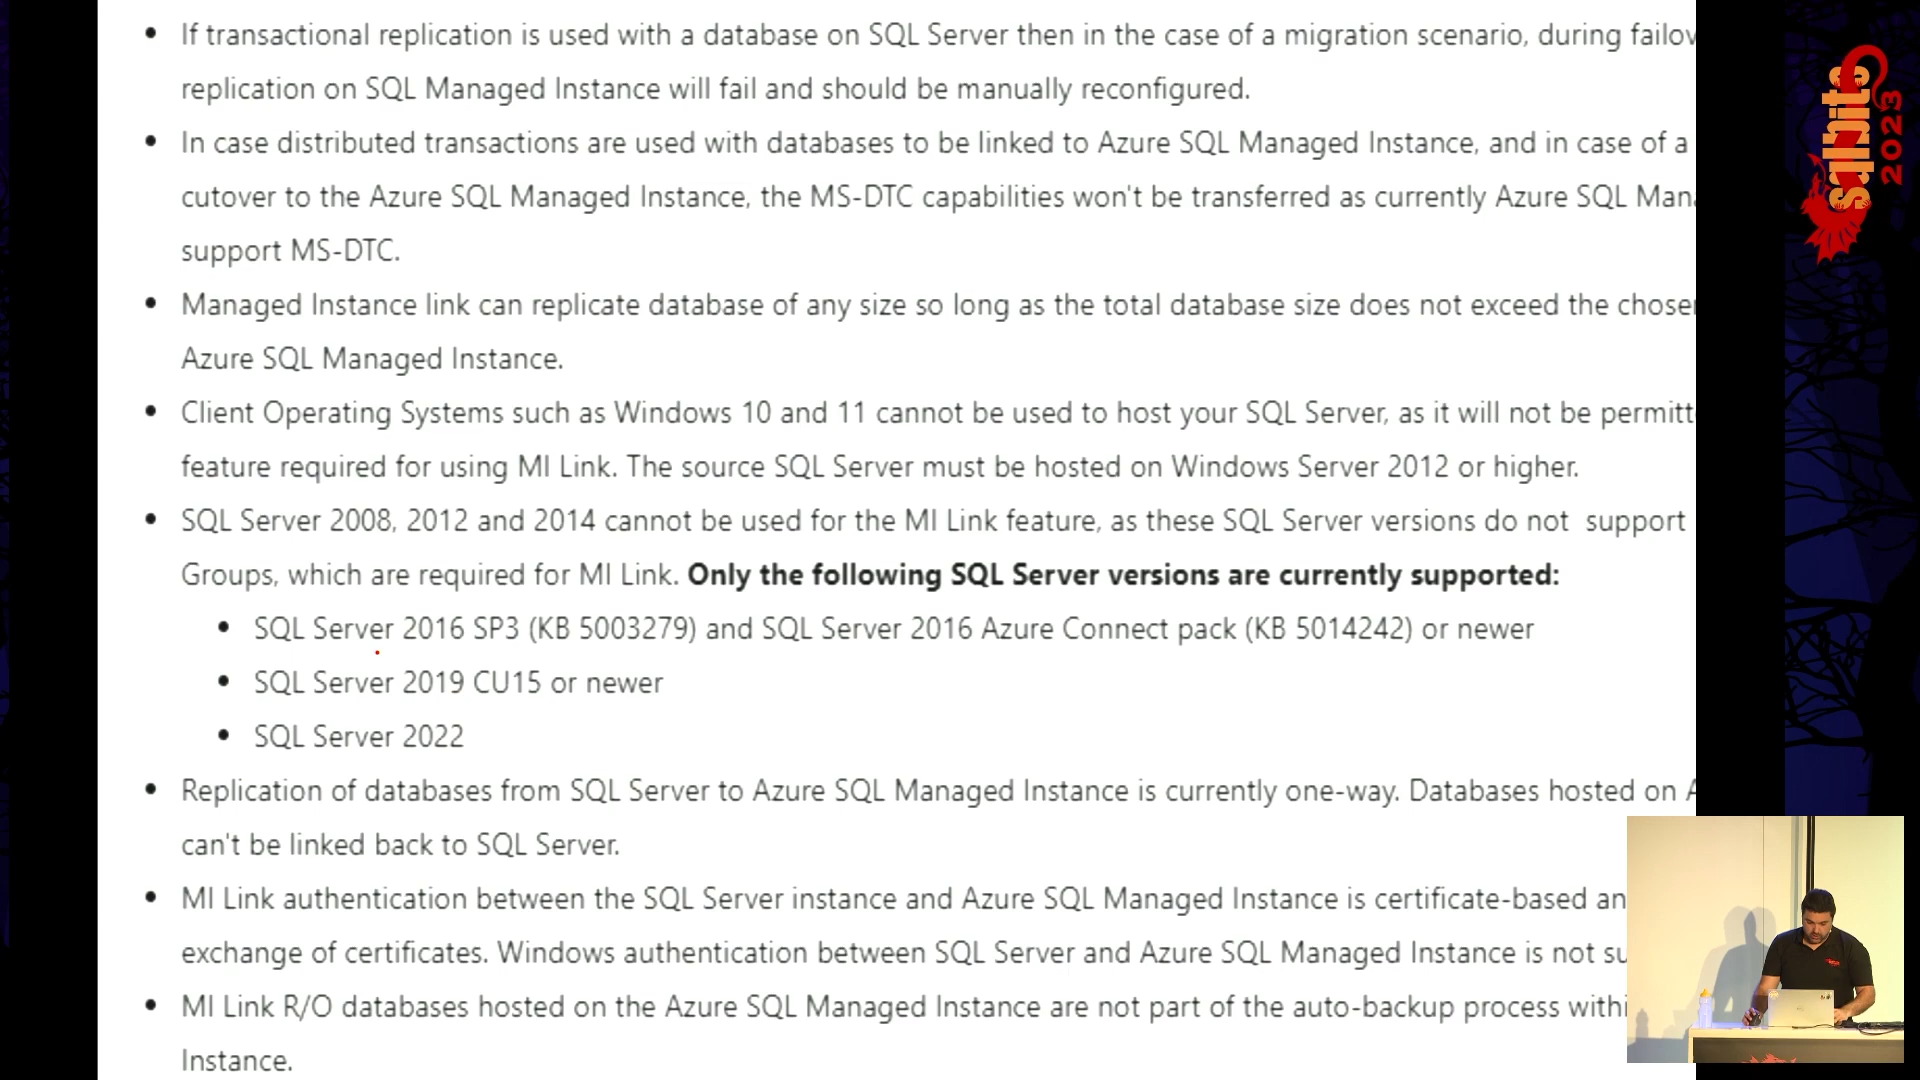 If transactional replication is used with a database on SQL Server then in the case of a migration scenario, during
replication on SQL Managed Instance will fail and should be manually reconfigured.
In case distributed transactions are used with databases to be linked to Azure SQL Managed Instance, and in case of a
cutover to the Azure SQL Managed Instance, the MS-DTC capabilities won't be transferred as currently Azure SQL
support MS-DTC.
Managed Instance link can replicate database of any size so long as the total database size does not exceed the
Azure SQL Managed Instance.
Client Operating Systems such as Windows 10 and 11 cannot be used to host your SQL Server, as it will not be
feature required for using MI Link. The source SQL Server must be hosted on Windows Server 2012 or higher.
SQL Server 2008, 2012 and 2014 cannot be used for the MI Link feature, as these SQL Server versions do not support
Groups, which are required for MI Link. Only the following SQL Server versions are currently supported:
SQL Server 2016 SP3 (KB 5003279) and SQL Server 2016 Azure Connect pack (KB 5014242) or newer
SQL Server 2019 CU15 or newer
SQL Server 2022
Replication of databases from SQL Server to Azure SQL Managed Instance is currently one-way. Databases hosted on
can't be linked back to SQL Server.
MI Link authentication between the SQL Server instance and Azure SQL Managed Instance is certificate-based
exchange of certificates. Windows authentication between SQL Server and Azure SQL Managed Instance is not
MI Link R/O databases hosted on the Azure SQL Managed Instance are not part of the auto-backup process
Instance.
sqlbits
2023